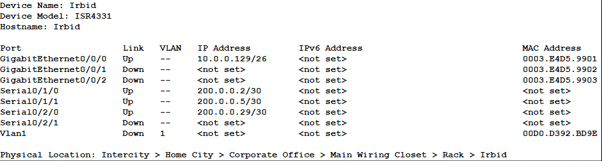 Device Name: Irbid
Device Model: ISR4331
Hostname: Irbid

Port Link VLAN IP Address IPv6 Address MAC Address
GigabitEthernet0/0/0 Up -- 10.0.0.129/26 <not set> 0003.E4D5.9901
GigabitEthernet0/0/1 Down -- <not set> <not set> 0003.E4D5.9902
GigabitEthernet0/0/2 Down -- <not set> <not set> 0003.E4D5.9903
Serial0/1/0 Up -- 200.0.0.2/30 <not set> <not set>
Serial0/1/1 Up -- 200.0.0.5/30 <not set> <not set>
Serial0/2/0 Up -- 200.0.0.29/30 <not set> <not set>
Serial0/2/1 Down -- <not set> <not set> <not set>
Vlan1 Down 1 <not set> <not set> 00D0.D392.BD9E

Physical Location: Intercity > Home City > Corporate Office > Main Wiring Closet > Rack > Irbid